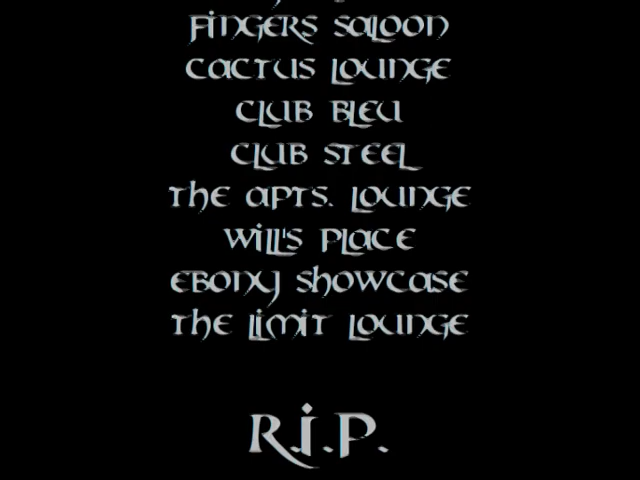 FINGERS SALOON
CACTUS LOUNGE
CLUB BLEU
CLUB STEEL
THE APTS. LOUNGE
WILL'S PLACE
EBONY SHOWCASE
THE LIMIT LOUNGE
R.I.P.